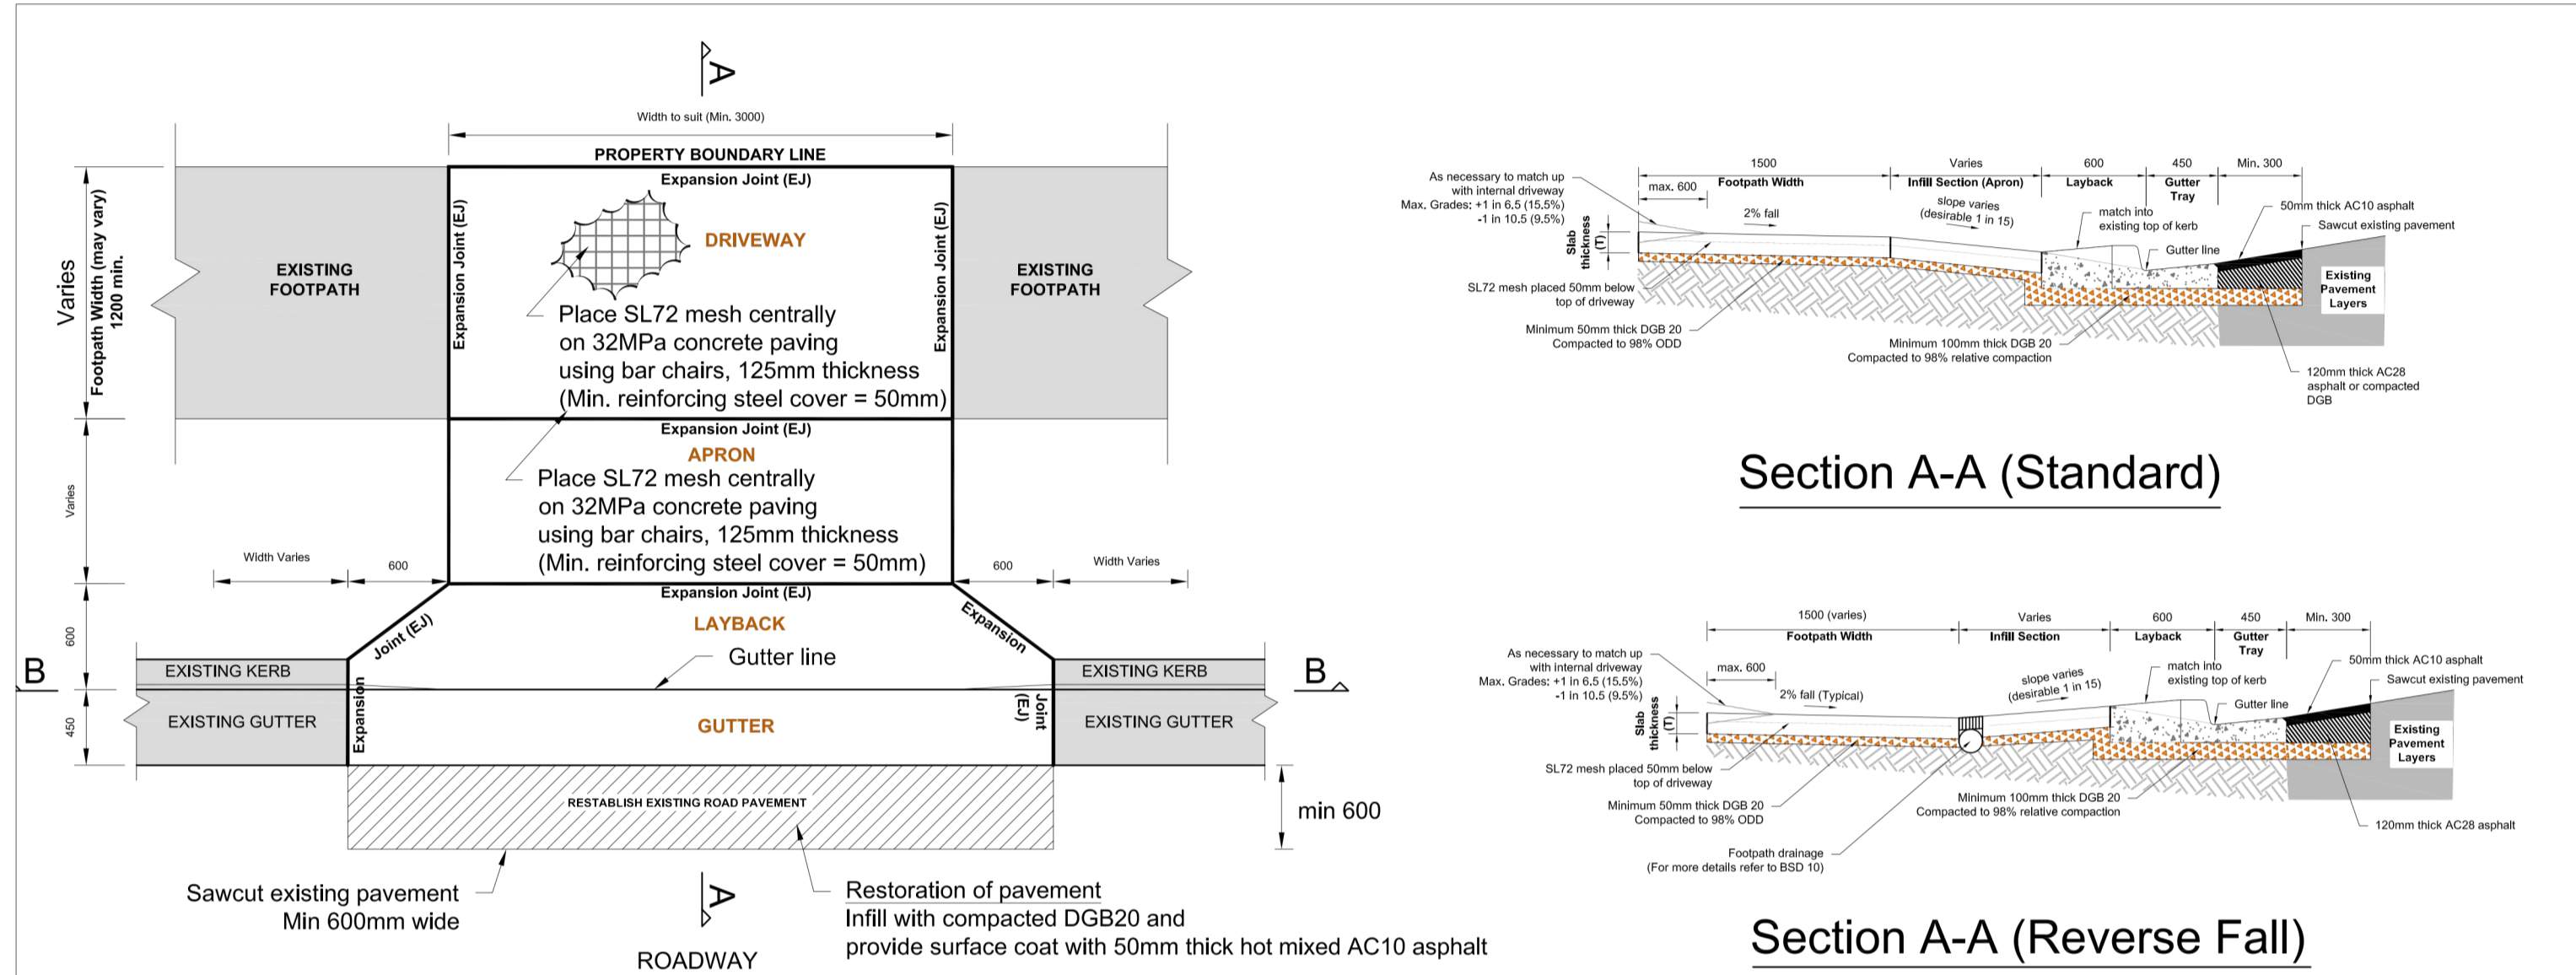 A
Width to suit (Min. 3000)
PROPERTY BOUNDARY LINE
Expansion Joint (EJ)
Expansion Joint (EJ)
Expansion Joint (EJ)
DRIVEWAY
EXISTING
FOOTPATH
EXISTING
FOOTPATH
Varies
Footpath Width (may vary)
1200 min.
Place SL72 mesh centrally
on 32MPa concrete paving
using bar chairs, 125mm thickness
(Min. reinforcing steel cover = 50mm)
Expansion Joint (EJ)
APRON
Place SL72 mesh centrally
on 32MPa concrete paving
using bar chairs, 125mm thickness
(Min. reinforcing steel cover = 50mm)
Varies
Width Varies
600
600
Width Varies
Expansion Joint (EJ)
LAYBACK
Joint (EJ)
Expansion
Gutter line
600
B
EXISTING KERB
EXISTING KERB
B
450
EXISTING GUTTER
Expansion
GUTTER
Joint
(EJ)
EXISTING GUTTER
RESTABLISH EXISTING ROAD PAVEMENT
min 600
Sawcut existing pavement
Min 600mm wide
A
ROADWAY
Restoration of pavement
Infill with compacted DGB20 and
provide surface coat with 50mm thick hot mixed AC10 asphalt
1500
Varies
600
450
Min. 300
Footpath Width
Infill Section (Apron)
Layback
Gutter
Tray
As necessary to match up
with internal driveway
Max. Grades: +1 in 6.5 (15.5%)
-1 in 10.5 (9.5%)
max. 600
2% fall
slope varies
(desirable 1 in 15)
match into
existing top of kerb
Gutter line
50mm thick AC10 asphalt
Sawcut existing pavement
Slab
thickness
(T)
Existing
Pavement
Layers
SL72 mesh placed 50mm below
top of driveway
Minimum 50mm thick DGB 20
Compacted to 98% ODD
Minimum 100mm thick DGB 20
Compacted to 98% relative compaction
120mm thick AC28
asphalt or compacted
DGB
Section A-A (Standard)
1500 (varies)
Varies
600
450
Min. 300
Footpath Width
Infill Section
Layback
Gutter
Tray
As necessary to match up
with internal driveway
Max. Grades: +1 in 6.5 (15.5%)
-1 in 10.5 (9.5%)
max. 600
2% fall (Typical)
slope varies
(desirable 1 in 15)
match into
existing top of kerb
Gutter line
50mm thick AC10 asphalt
Sawcut existing pavement
Slab
thickness
(T)
Existing
Pavement
Layers
SL72 mesh placed 50mm below
top of driveway
Minimum 50mm thick DGB 20
Compacted to 98% ODD
Minimum 100mm thick DGB 20
Compacted to 98% relative compaction
120mm thick AC28 asphalt
Footpath drainage
(For more details refer to BSD 10)
Section A-A (Reverse Fall)